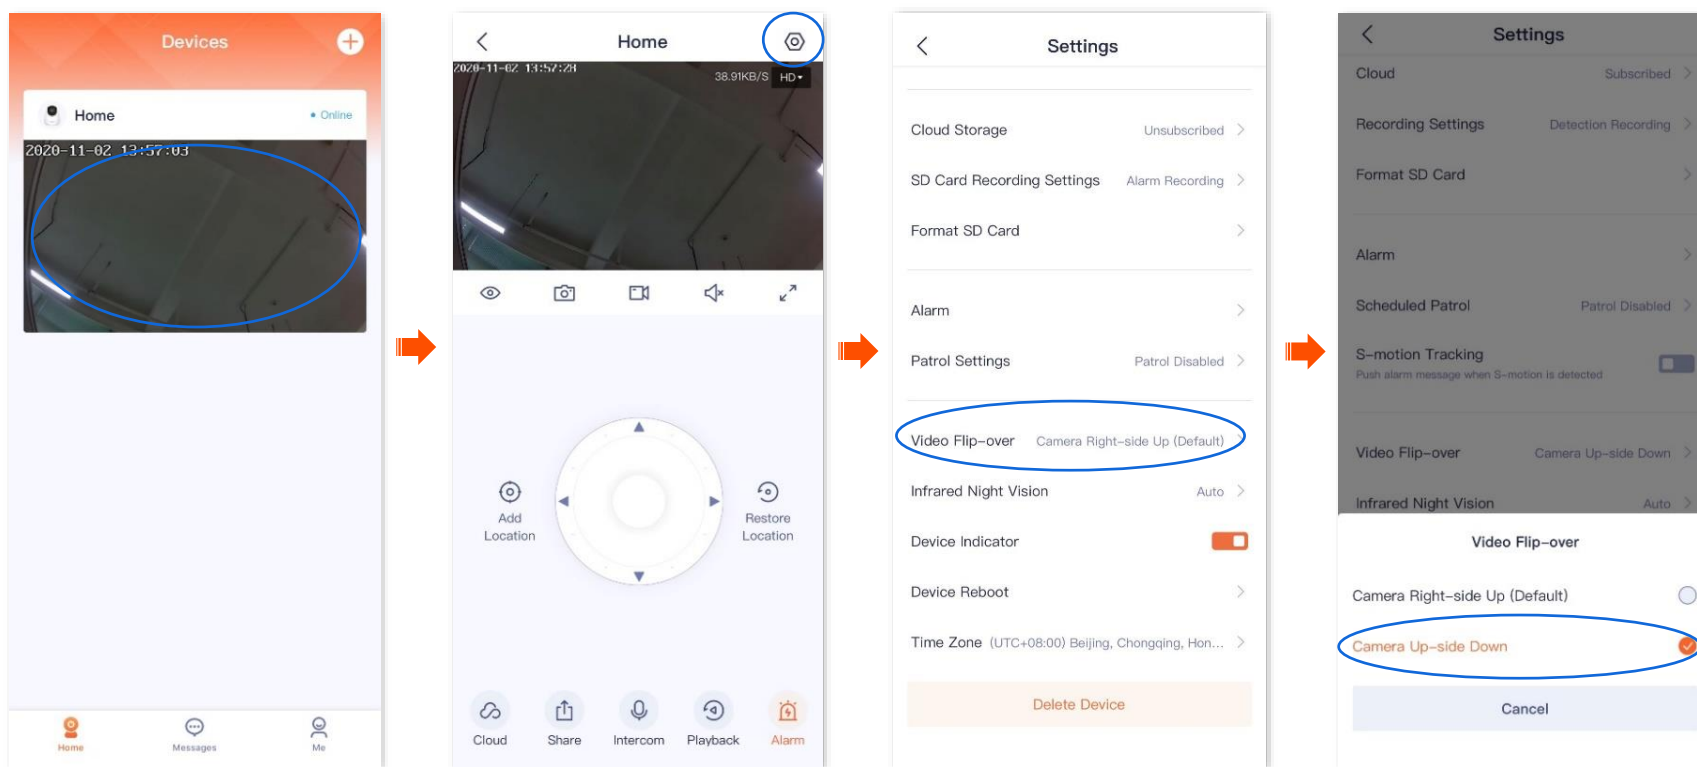 Devices
Home
Online
2020-11-02 13:57:03
Home
Messages
Me
Home
2020-11-02 13:57:28
38.91KB/S HD
Add
Location
Restore
Location
Cloud
Share
Intercom
Playback
Alarm
Settings
Cloud Storage Unsubscribed
SD Card Recording Settings Alarm Recording
Format SD Card
Alarm
Patrol Settings Patrol Disabled
Video Flip-over Camera Right-side Up (Default)
Infrared Night Vision Auto
Device Indicator
Device Reboot
Time Zone (UTC+08:00) Beijing, Chongqing, Hon...
Delete Device
Settings
Cloud Subscribed
Recording Settings Detection Recording
Format SD Card
Alarm
Scheduled Patrol Patrol Disabled
S-motion Tracking
Push alarm message when S-motion is detected
Video Flip-over Camera Up-side Down
Infrared Night Vision Auto
Video Flip-over
Camera Right-side Up (Default)
Camera Up-side Down
Cancel